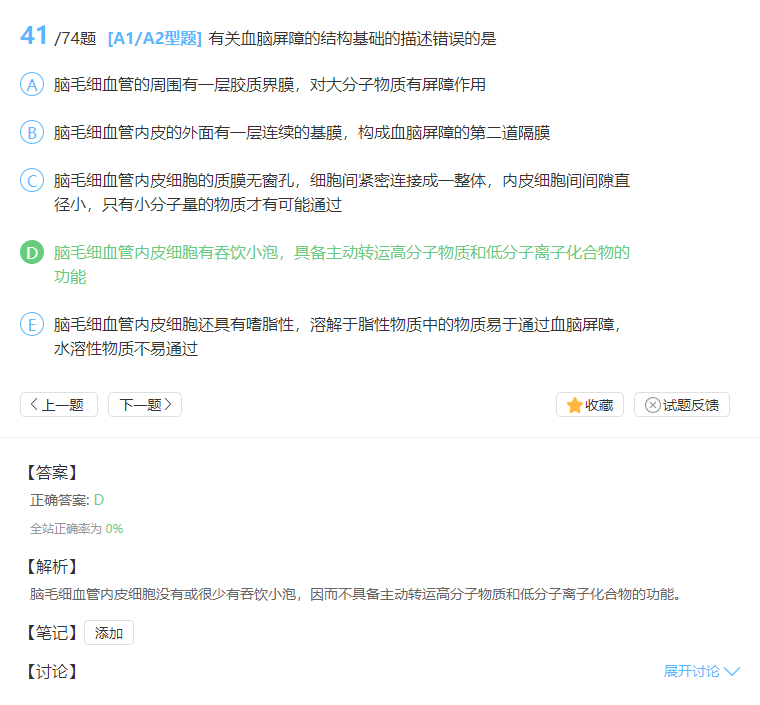 41 /74题 [A1/A2型题] 有关血脑屏障的结构基础的描述错误的是
A 脑毛细血管的周围有一层胶质界膜，对大分子物质有屏障作用
B 脑毛细血管内皮的外面有一层连续的基膜，构成血脑屏障的第二道隔膜
C 脑毛细血管内皮细胞的质膜无窗孔，细胞间紧密连接成一整体，内皮细胞间间隙直
径小，只有小分子量的物质才有可能通过
D 脑毛细血管内皮细胞有吞饮小泡，具备主动转运高分子物质和低分子离子化合物的
功能
E 脑毛细血管内皮细胞还具有嗜脂性，溶解于脂性物质中的物质易于通过血脑屏障，
水溶性物质不易通过
上一题 下一题 收藏 试题反馈
【答案】
正确答案: D
全站正确率为 0%
【解析】
脑毛细血管内皮细胞没有或很少有吞饮小泡，因而不具备主动转运高分子物质和低分子离子化合物的功能。
【笔记】 添加
【讨论】 展开讨论